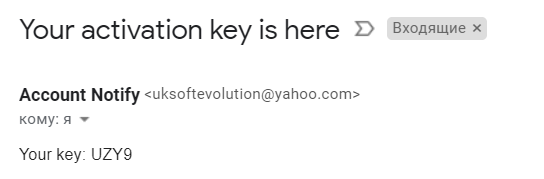 Your activation key is here Входящие ×
Account Notify <uksoftevolution@yahoo.com>
кому: я
Your key: UZY9